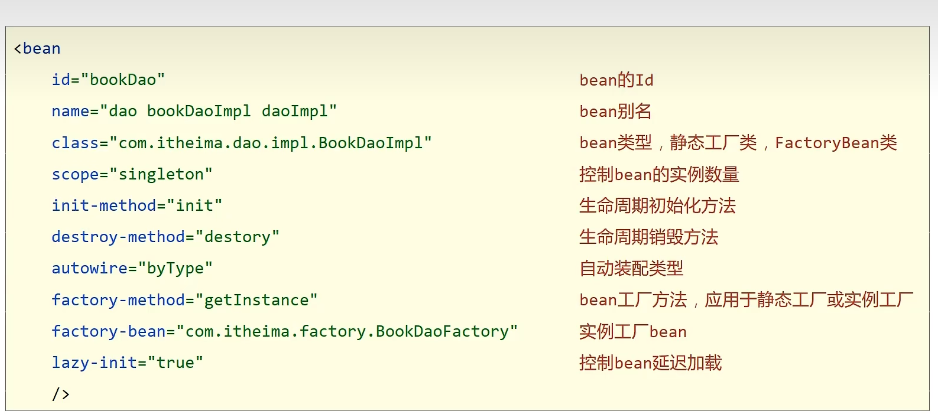 <bean
id="bookDao" bean的Id
name="dao bookDaoImpl daoImpl" bean别名
class="com.itheima.dao.impl.BookDaoImpl" bean类型，静态工厂类，FactoryBean类
scope="singleton" 控制bean的实例数量
init-method="init" 生命周期初始化方法
destroy-method="destory" 生命周期销毁方法
autowire="byType" 自动装配类型
factory-method="getInstance" bean工厂方法，应用于静态工厂或实例工厂
factory-bean="com.itheima.factory.BookDaoFactory" 实例工厂bean
lazy-init="true" 控制bean延迟加载
/>